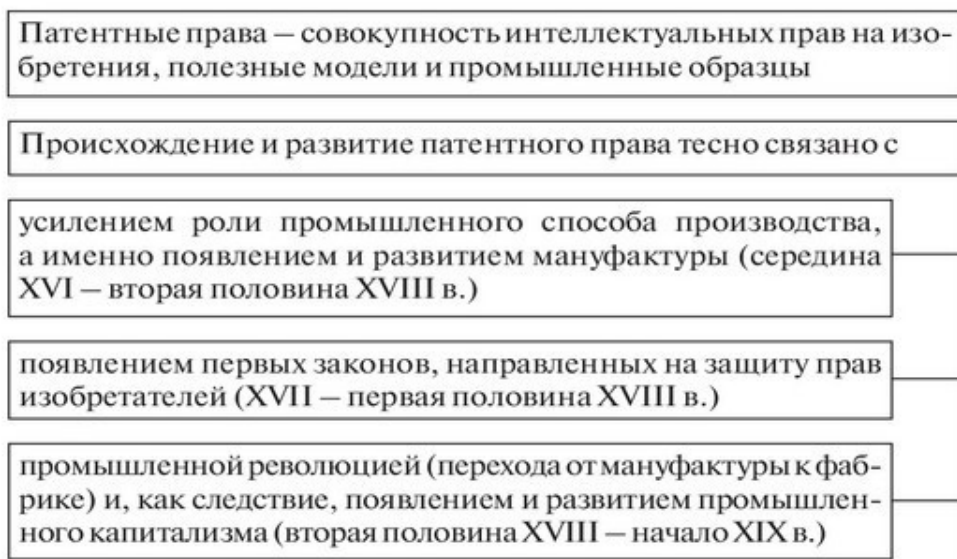 Патентные права – совокупность интеллектуальных прав на изо-
бретения, полезные модели и промышленные образцы
Происхождение и развитие патентного права тесно связано с
усилением роли промышленного способа производства,
а именно появлением и развитием мануфактуры (середина
XVI – вторая половина XVIII в.)
появлением первых законов, направленных на защиту прав
изобретателей (XVII – первая половина XVIII в.)
промышленной революцией (перехода от мануфактуры к фаб-
рике) и, как следствие, появлением и развитием промышлен-
ного капитализма (вторая половина XVIII – начало XIX в.)